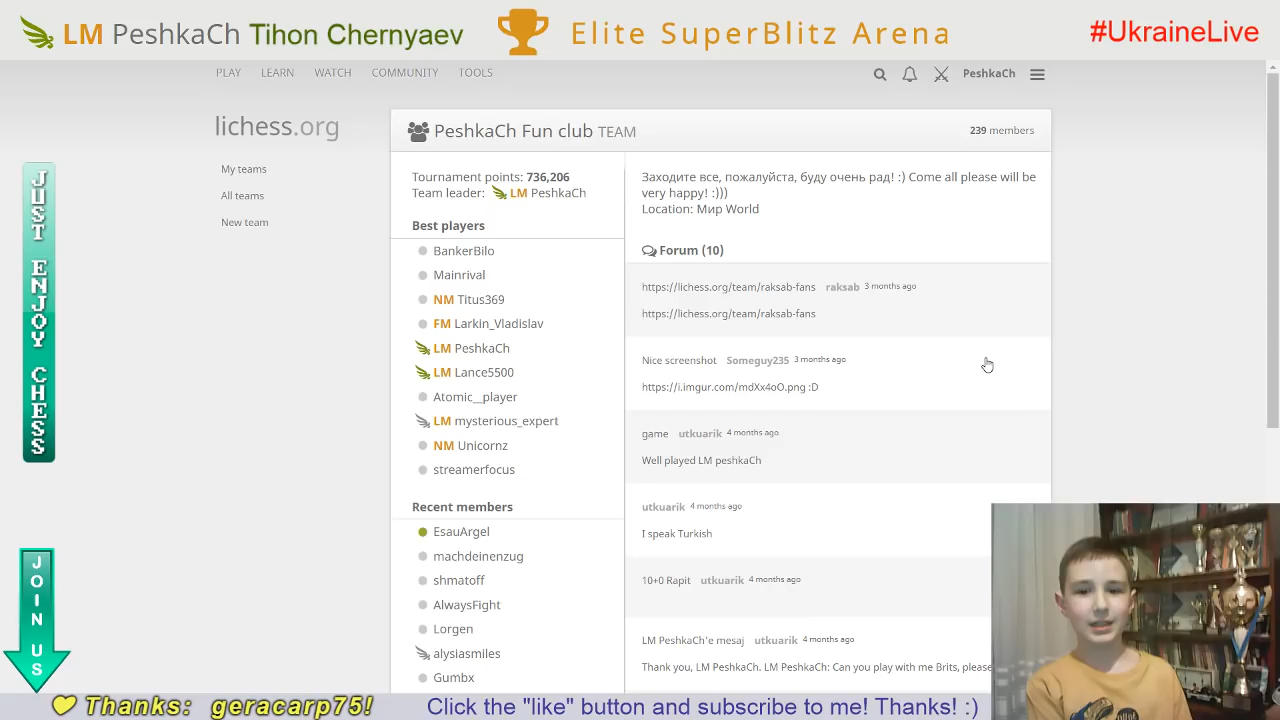 LM PeshkaCh Tihon Chernyaev
Elite SuperBlitz Arena
#UkraineLive
PLAY LEARN WATCH COMMUNITY TOOLS
PeshkaCh
lichess.org
My teams
All teams
New team
JUST ENJOY CHESS
JOIN US
PeshkaCh Fun club TEAM
239 members
Tournament points: 736,206
Team leader: LM PeshkaCh
Best players
BankerBilo
Mainrival
NM Titus369
FM Larkin_Vladislav
LM PeshkaCh
LM Lance5500
Atomic__player
LM mysterious_expert
NM Unicornz
streamerfocus
Recent members
EsauArgel
machdeinenzug
shmatoff
AlwaysFight
Lorgen
alysiasmiles
Gumbx
Заходите все, пожалуйста, буду очень рад! :) Come all please will be
very happy! :)))
Location: Мир World
Forum (10)
https://lichess.org/team/raksab-fans raksab 3 months ago
https://lichess.org/team/raksab-fans
Nice screenshot Someguy235 3 months ago
https://i.imgur.com/mdXx4oO.png :D
game utkuarik 4 months ago
Well played LM peshkaCh
utkuarik 4 months ago
I speak Turkish
10+0 Rapit utkuarik 4 months ago
LM PeshkaCh'e mesaj utkuarik 4 months ago
Thank you, LM PeshkaCh. LM PeshkaCh: Can you play with me Brits, please
Thanks: geracarp75!
Click the "like" button and subscribe to me! Thanks! :)